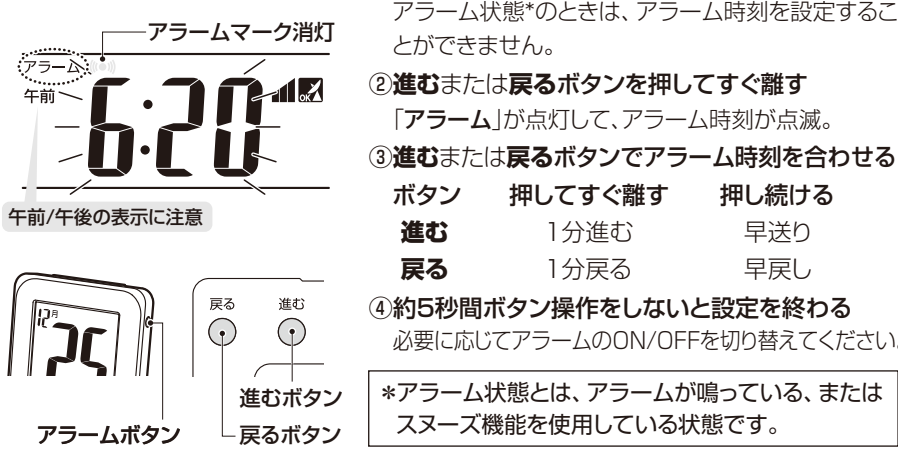 アラームマーク消灯
アラーム
午前
6:20
OK
午前/午後の表示に注意
12月
25
アラームボタン
戻る 進む
進むボタン
戻るボタン
アラーム状態*のときは、アラーム時刻を設定するこ
とができません。
②進むまたは戻るボタンを押してすぐ離す
「アラーム」が点灯して、アラーム時刻が点滅。
③進むまたは戻るボタンでアラーム時刻を合わせる
ボタン 押してすぐ離す 押し続ける
進む 1分進む 早送り
戻る 1分戻る 早戻し
④約5秒間ボタン操作をしないと設定を終わる
必要に応じてアラームのON/OFFを切り替えてください。
*アラーム状態とは、アラームが鳴っている、または
スヌーズ機能を使用している状態です。